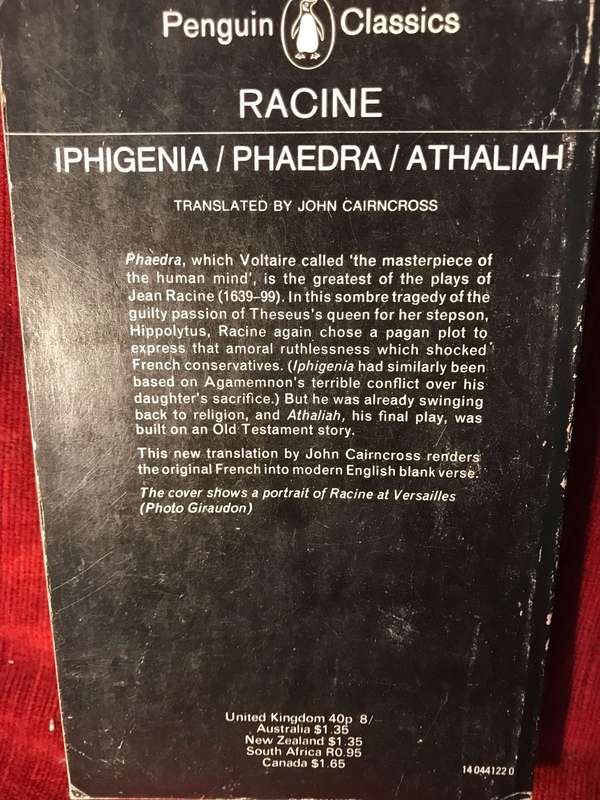 Penguin Classics
RACINE
IPHIGENIA / PHAEDRA / ATHALIAH
TRANSLATED BY JOHN CAIRNCROSS
Phaedra, which Voltaire called 'the masterpiece of
the human mind', is the greatest of the plays of
Jean Racine (1639–99). In this sombre tragedy of the
guilty passion of Theseus's queen for her stepson,
Hippolytus, Racine again chose a pagan plot to
express that amoral ruthlessness which shocked
French conservatives. (Iphigenia had similarly been
based on Agamemnon's terrible conflict over his
daughter's sacrifice.) But he was already swinging
back to religion, and Athaliah, his final play, was
built on an Old Testament story.
This new translation by John Cairncross renders
the original French into modern English blank verse.
The cover shows a portrait of Racine at Versailles
(Photo Giraudon)
United Kingdom 40p 8/–
Australia $1.35
New Zealand $1.35
South Africa R0.95
Canada $1.65
14 044122 0